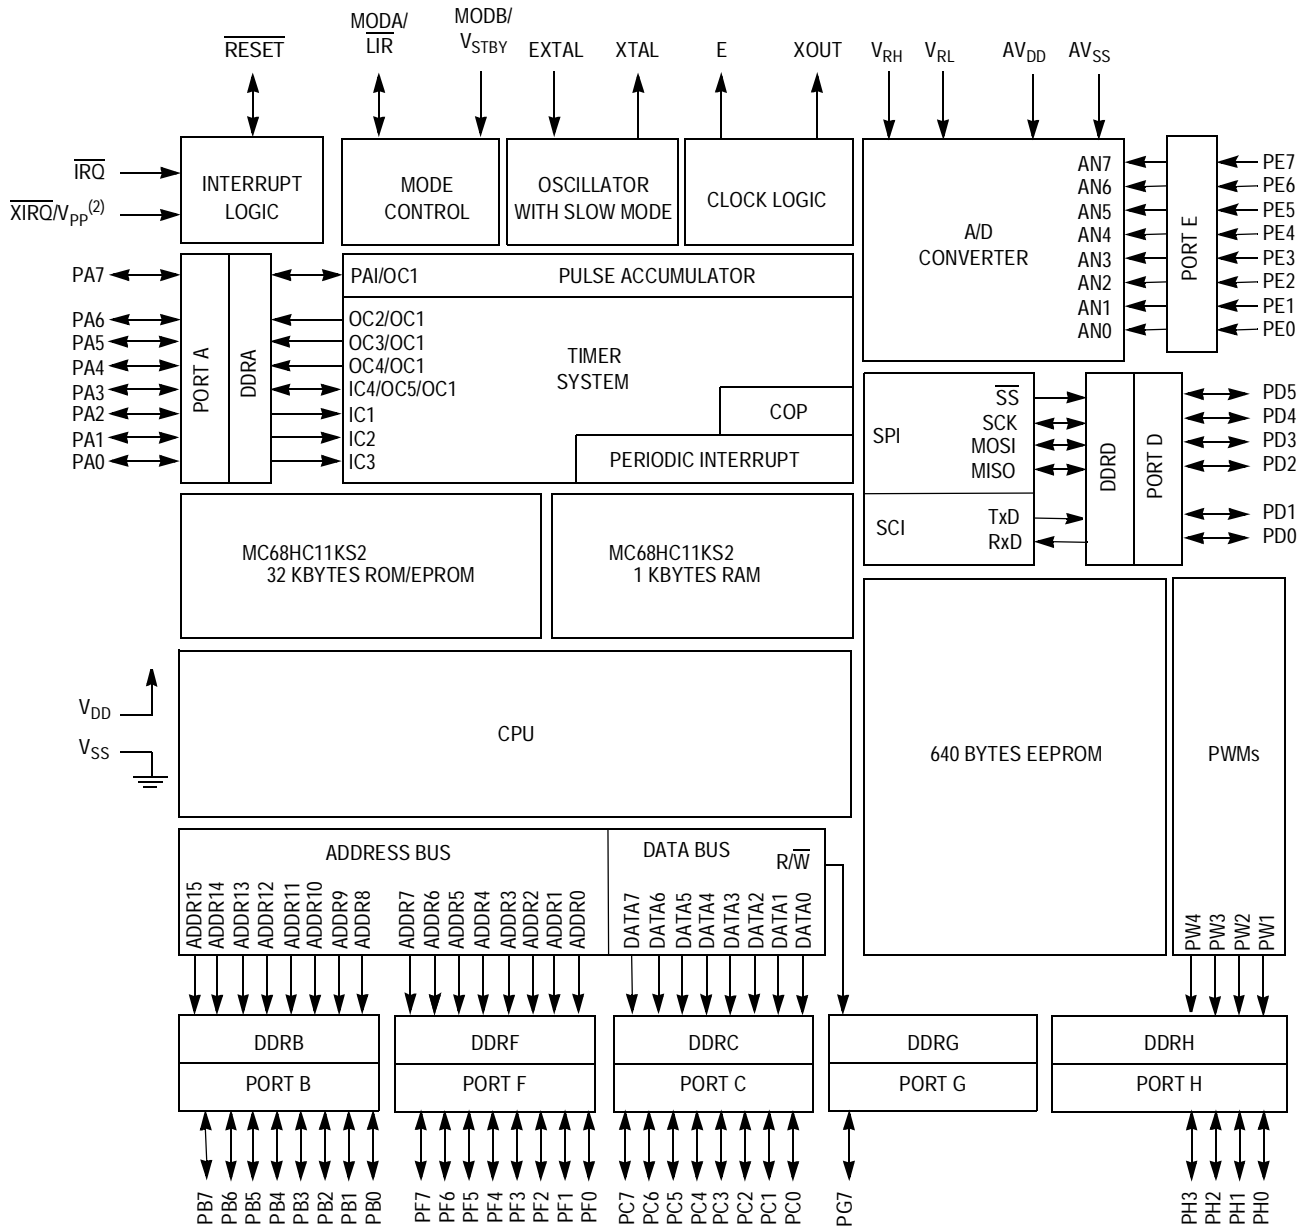 RESET
MODA/
LIR
MODB/
VSTBY
EXTAL
XTAL
E
XOUT
VRH
VRL
AVDD
AVSS
IRQ
XIRQ/VPP(2)
INTERRUPT
LOGIC
MODE
CONTROL
OSCILLATOR
WITH SLOW MODE
CLOCK LOGIC
A/D
CONVERTER
AN7
AN6
AN5
AN4
AN3
AN2
AN1
AN0
PORT E
PE7
PE6
PE5
PE4
PE3
PE2
PE1
PE0
PA7
PA6
PA5
PA4
PA3
PA2
PA1
PA0
PORT A
DDRA
PAI/OC1
PULSE ACCUMULATOR
OC2/OC1
OC3/OC1
OC4/OC1
IC4/OC5/OC1
IC1
IC2
IC3
TIMER
SYSTEM
COP
PERIODIC INTERRUPT
SPI
SS
SCK
MOSI
MISO
SCI
TxD
RxD
DDRD
PORT D
PD5
PD4
PD3
PD2
PD1
PD0
MC68HC11KS2
32 KBYTES ROM/EPROM
MC68HC11KS2
1 KBYTES RAM
VDD
VSS
CPU
640 BYTES EEPROM
PWMs
ADDRESS BUS
DATA BUS
R/W
ADDR15
ADDR14
ADDR13
ADDR12
ADDR11
ADDR10
ADDR9
ADDR8
ADDR7
ADDR6
ADDR5
ADDR4
ADDR3
ADDR2
ADDR1
ADDR0
DATA7
DATA6
DATA5
DATA4
DATA3
DATA2
DATA1
DATA0
PW4
PW3
PW2
PW1
DDRB
PORT B
DDRF
PORT F
DDRC
PORT C
DDRG
PORT G
DDRH
PORT H
PB7
PB6
PB5
PB4
PB3
PB2
PB1
PB0
PF7
PF6
PF5
PF4
PF3
PF2
PF1
PF0
PC7
PC6
PC5
PC4
PC3
PC2
PC1
PC0
PG7
PH3
PH2
PH1
PH0